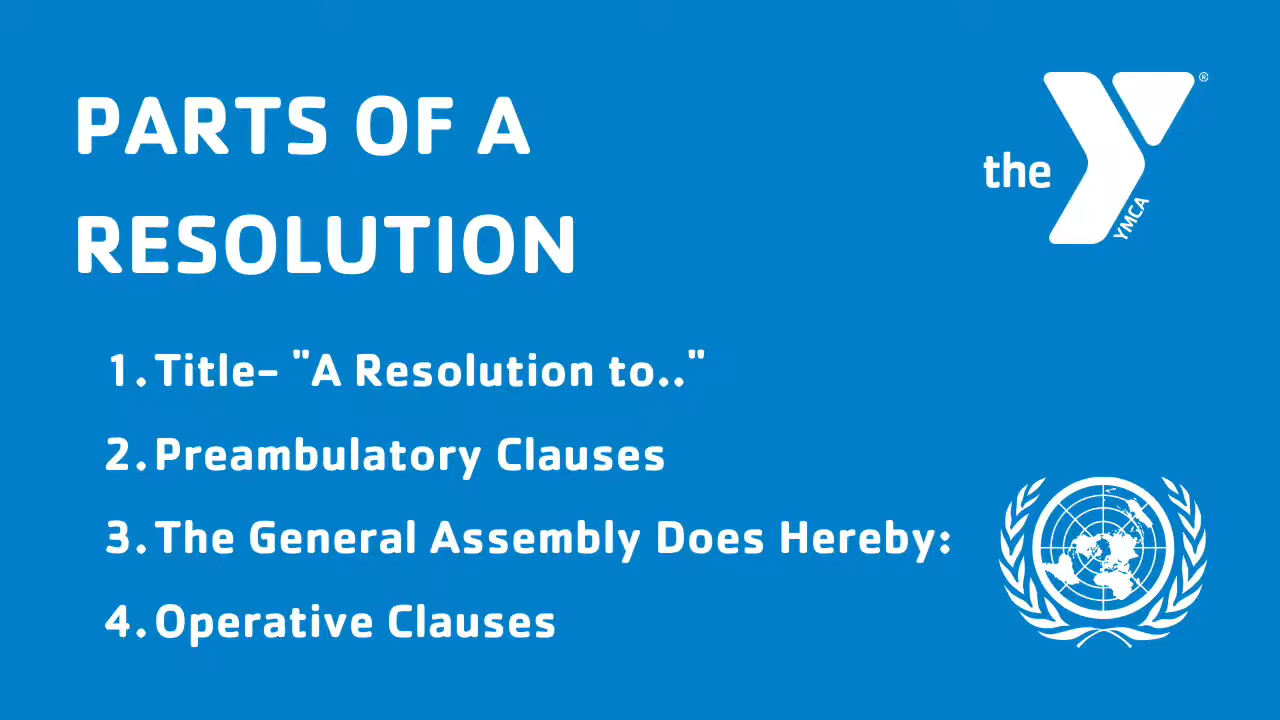 PARTS OF A
RESOLUTION
the
YMCA
®
1. Title- "A Resolution to.."
2. Preambulatory Clauses
3. The General Assembly Does Hereby:
4. Operative Clauses